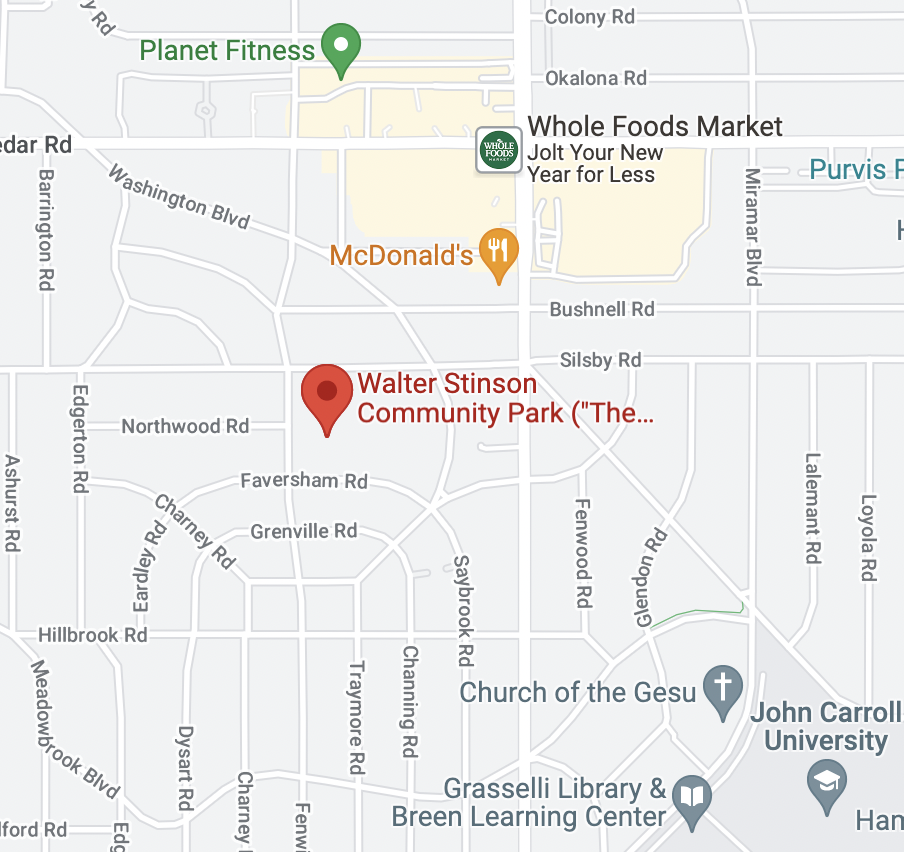 y Rd
Colony Rd
Planet Fitness
Okalona Rd
Whole Foods Market
WHOLE
FOODS
MARKET
Jolt Your New
Year for Less
edar Rd
Purvis P
Barrington Rd
Washington Blvd
Miramar Blvd
H
McDonald's
Bushnell Rd
Silsby Rd
Walter Stinson
Community Park ("The...
Edgerton Rd
Northwood Rd
Ashurst Rd
Faversham Rd
Charney Rd
Eardley Rd
Grenville Rd
Saybrook Rd
Fenwood Rd
Glendon Rd
Lalemant Rd
Loyola Rd
Hillbrook Rd
Meadowbrook Blvd
Traymore Rd
Channing Rd
Church of the Gesu
John Carroll
University
Dysart Rd
Charney
Fenwi
Grasselli Library &
Breen Learning Center
lford Rd
Edg
Ham